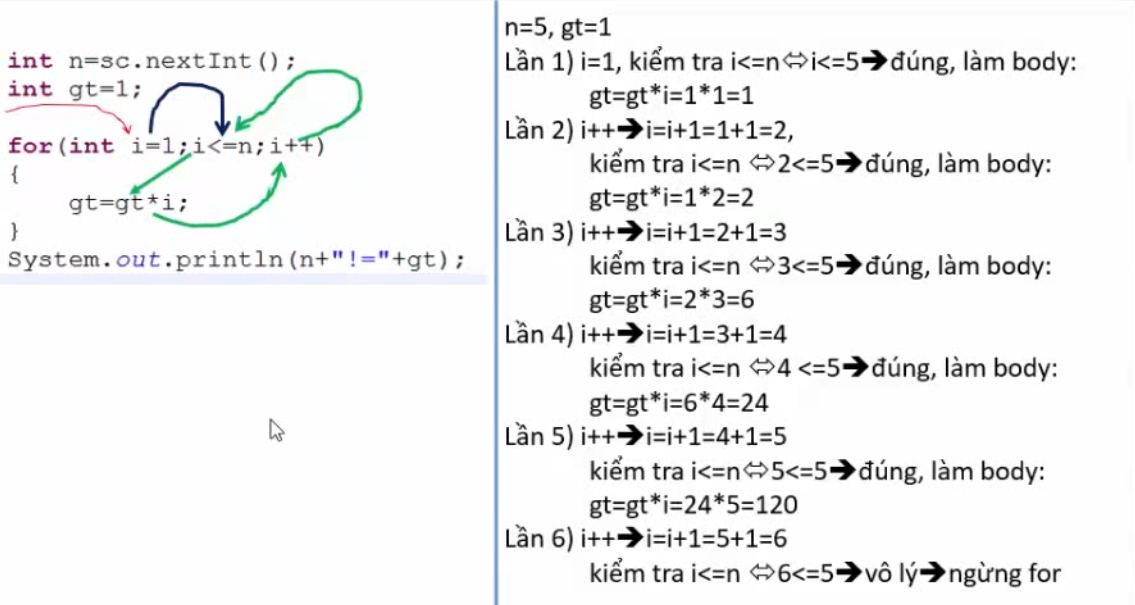 int n=sc.nextInt();
int gt=1;
for(int i=1;i<=n;i++)
{
gt=gt*i;
}
System.out.println(n+"!="+gt);
n=5, gt=1
Lần 1) i=1, kiểm tra i<=n⇔i<=5➔đúng, làm body:
gt=gt*i=1*1=1
Lần 2) i++➔i=i+1=1+1=2,
kiểm tra i<=n ⇔2<=5➔đúng, làm body:
gt=gt*i=1*2=2
Lần 3) i++➔i=i+1=2+1=3
kiểm tra i<=n ⇔3<=5➔đúng, làm body:
gt=gt*i=2*3=6
Lần 4) i++➔i=i+1=3+1=4
kiểm tra i<=n ⇔4 <=5➔đúng, làm body:
gt=gt*i=6*4=24
Lần 5) i++➔i=i+1=4+1=5
kiểm tra i<=n⇔5<=5➔đúng, làm body:
gt=gt*i=24*5=120
Lần 6) i++➔i=i+1=5+1=6
kiểm tra i<=n ⇔6<=5➔vô lý➔ngừng for